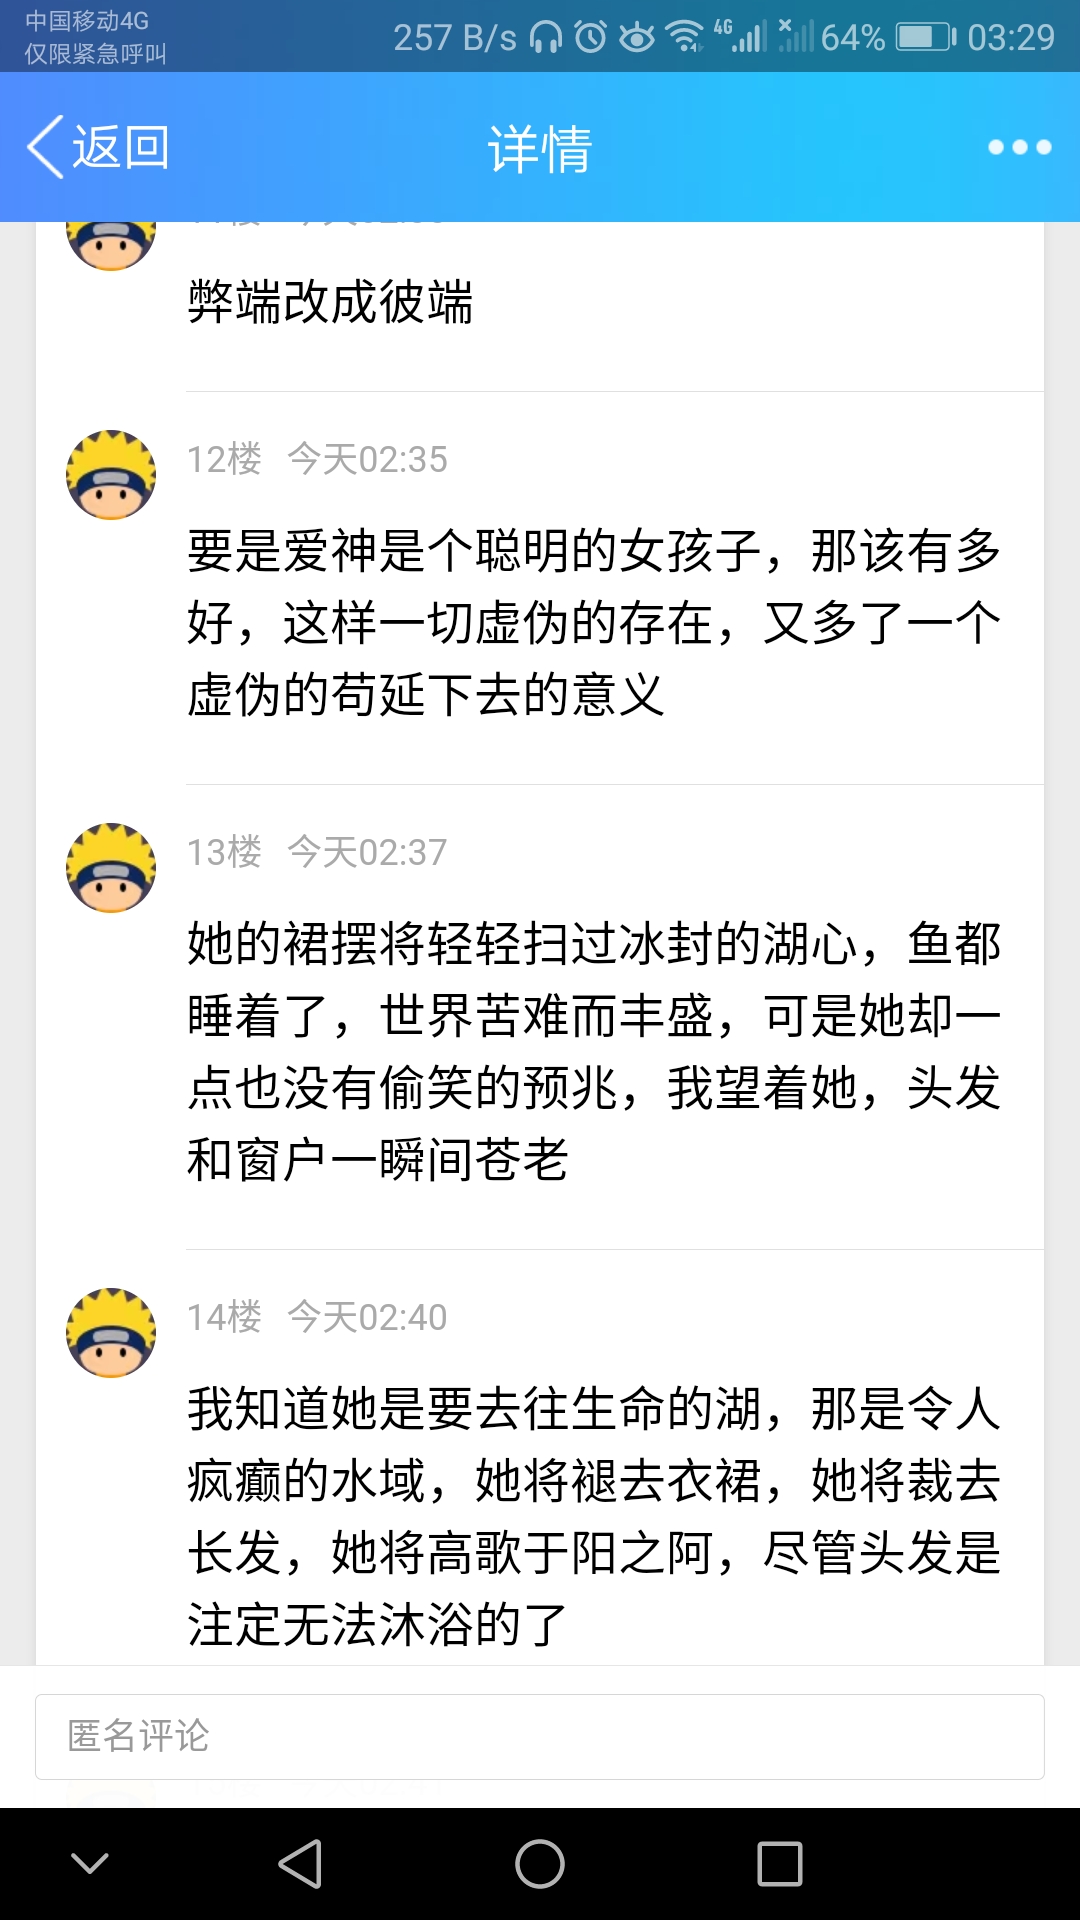 中国移动4G
仅限紧急呼叫
257 B/s
4G
64%
03:29
返回
详情
弊端改成彼端
12楼 今天02:35
要是爱神是个聪明的女孩子，那该有多
好，这样一切虚伪的存在，又多了一个
虚伪的苟延下去的意义
13楼 今天02:37
她的裙摆将轻轻扫过冰封的湖心，鱼都
睡着了，世界苦难而丰盛，可是她却一
点也没有偷笑的预兆，我望着她，头发
和窗户一瞬间苍老
14楼 今天02:40
我知道她是要去往生命的湖，那是令人
疯癫的水域，她将褪去衣裙，她将裁去
长发，她将高歌于阳之阿，尽管头发是
注定无法沐浴的了
匿名评论